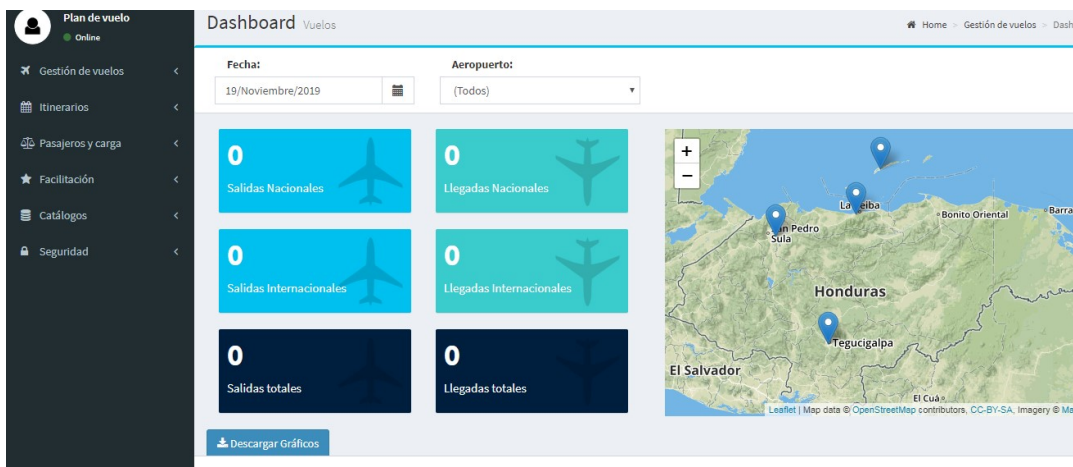 Plan de vuelo
Online
Gestión de vuelos
Itinerarios
Pasajeros y carga
Facilitación
Catálogos
Seguridad
Dashboard Vuelos
Home > Gestión de vuelos > Dash
Fecha:
19/Noviembre/2019
Aeropuerto:
(Todos)
0
Salidas Nacionales
0
Llegadas Nacionales
0
Salidas Internacionales
0
Llegadas Internacionales
0
Salidas totales
0
Llegadas totales
+
−
La Ceiba
Bonito Oriental
Barra
San Pedro
Sula
Honduras
Tegucigalpa
El Salvador
El Cuá
Leaflet | Map data © OpenStreetMap contributors, CC-BY-SA, Imagery © Ma
Descargar Gráficos